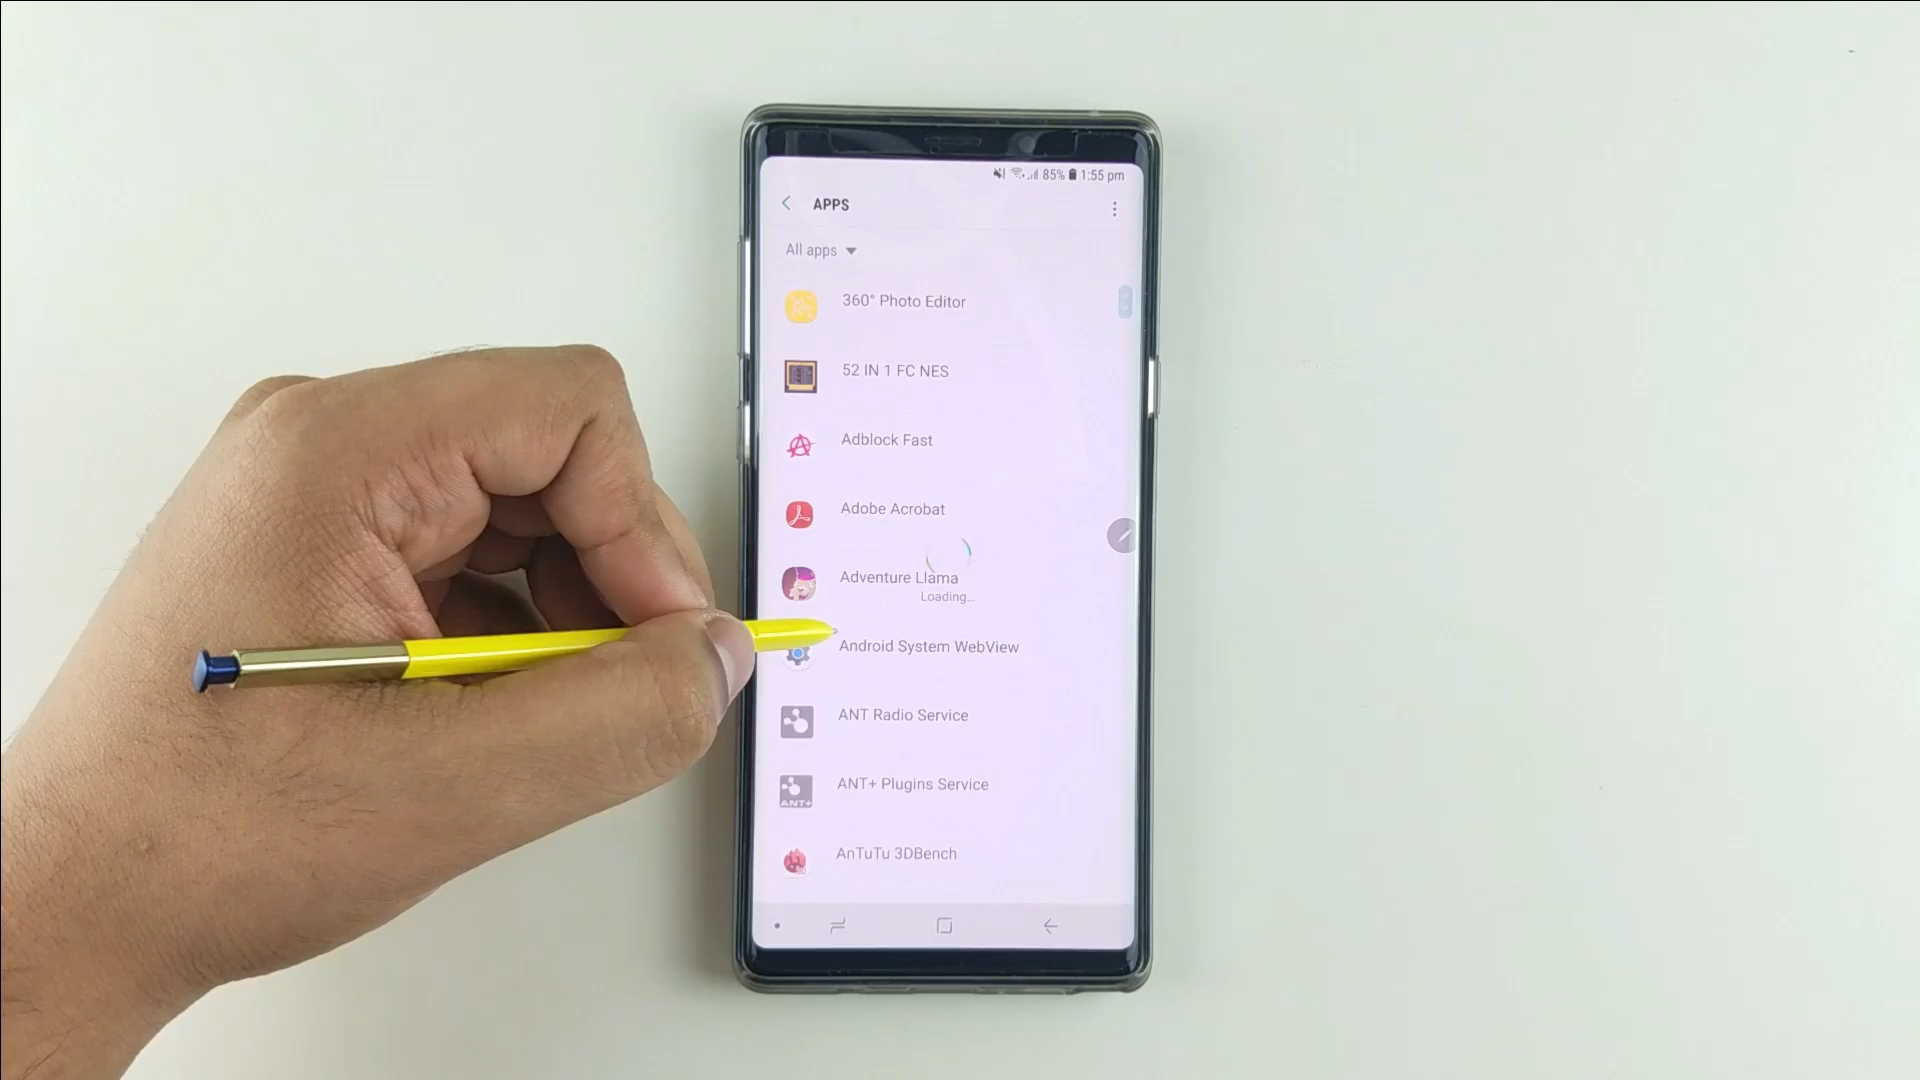 85% 1:55 pm
APPS
All apps
360° Photo Editor
52 IN 1 FC NES
Adblock Fast
Adobe Acrobat
Adventure Llama
Loading...
Android System WebView
ANT Radio Service
ANT+ Plugins Service
ANT+
AnTuTu 3DBench